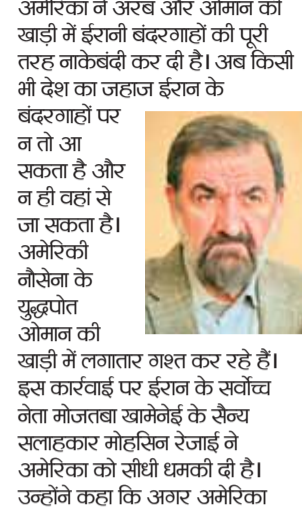 अमेरिका ने अरब और ओमान की
खाड़ी में ईरानी बंदरगाहों की पूरी
तरह नाकेबंदी कर दी है। अब किसी
भी देश का जहाज ईरान के
बंदरगाहों पर
न तो आ
सकता है और
न ही वहां से
जा सकता है।
अमेरिकी
नौसेना के
युद्धपोत
ओमान की
खाड़ी में लगातार गश्त कर रहे हैं।
इस कार्रवाई पर ईरान के सर्वोच्च
नेता मोजतबा खामेनेई के सैन्य
सलाहकार मोहसिन रेजाई ने
अमेरिका को सीधी धमकी दी है।
उन्होंने कहा कि अगर अमेरिका